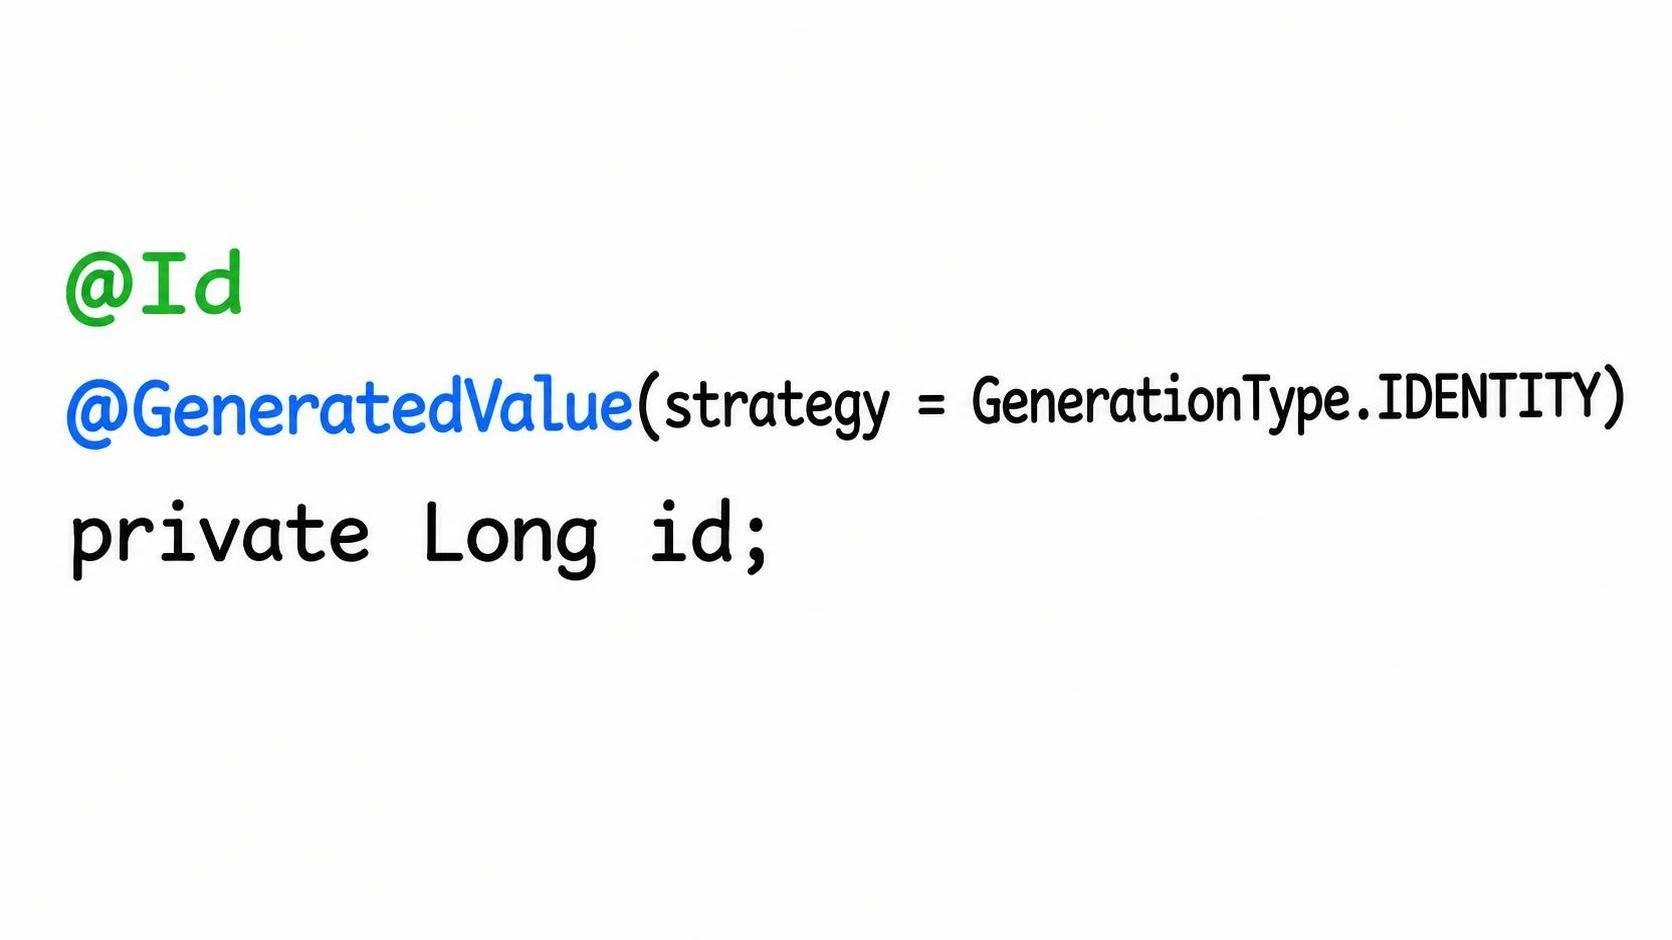 @Id
@GeneratedValue(strategy = GenerationType.IDENTITY)
private Long id;